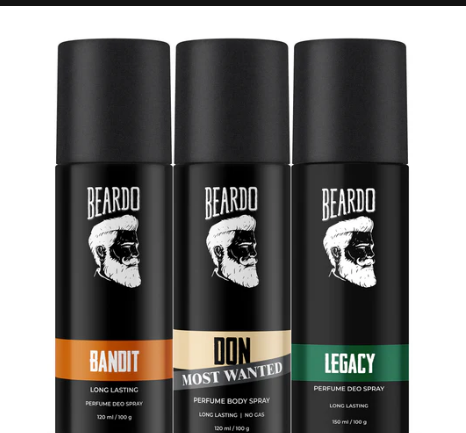 BEARDO
BANDIT
LONG LASTING
PERFUME DEO SPRAY
120 ml / 100 g
BEARDO
DON
MOST WANTED
PERFUME BODY SPRAY
LONG LASTING | NO GAS
120 ml / 100 g
BEARDO
LEGACY
PERFUME DEO SPRAY
LONG LASTING
150 ml / 100 g